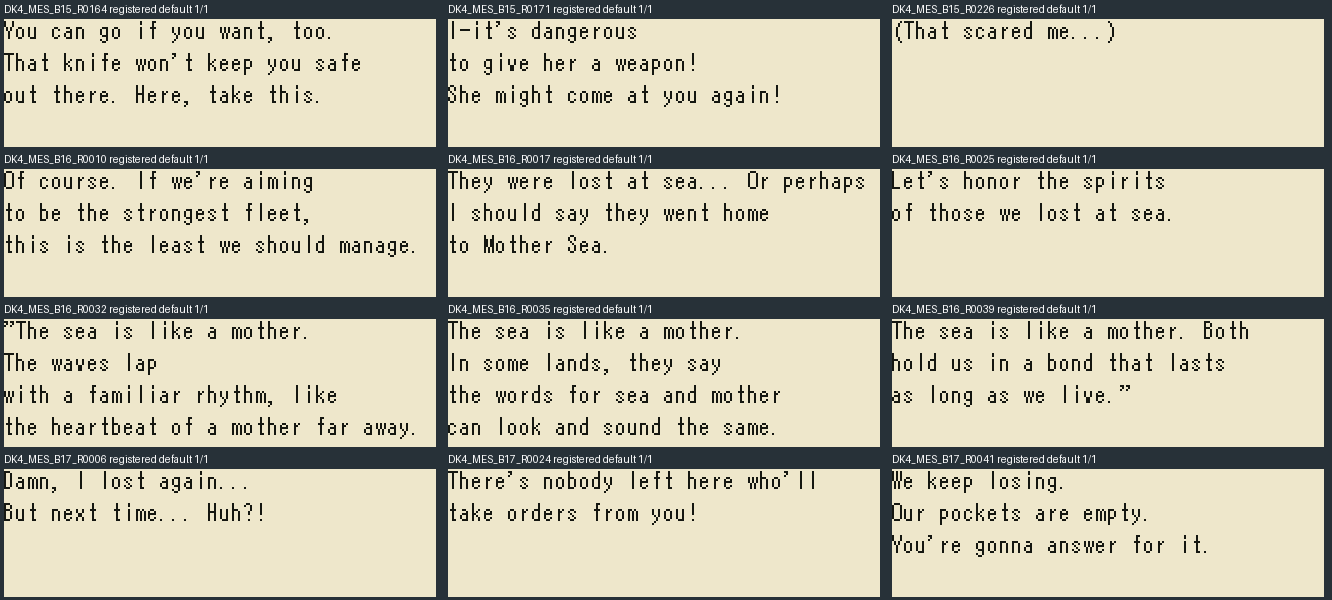 DK4_MES_B15_R0164 registered default 1/1
You can go if you want, too.
That knife won't keep you safe
out there. Here, take this.
DK4_MES_B15_R0171 registered default 1/1
I-it's dangerous
to give her a weapon!
She might come at you again!
DK4_MES_B15_R0226 registered default 1/1
(That scared me...)
DK4_MES_B16_R0010 registered default 1/1
Of course. If we're aiming
to be the strongest fleet,
this is the least we should manage.
DK4_MES_B16_R0017 registered default 1/1
They were lost at sea... Or perhaps
I should say they went home
to Mother Sea.
DK4_MES_B16_R0025 registered default 1/1
Let's honor the spirits
of those we lost at sea.
DK4_MES_B16_R0032 registered default 1/1
"The sea is like a mother.
The waves lap
with a familiar rhythm, like
the heartbeat of a mother far away.
DK4_MES_B16_R0035 registered default 1/1
The sea is like a mother.
In some lands, they say
the words for sea and mother
can look and sound the same.
DK4_MES_B16_R0039 registered default 1/1
The sea is like a mother. Both
hold us in a bond that lasts
as long as we live."
DK4_MES_B17_R0006 registered default 1/1
Damn, I lost again...
But next time... Huh?!
DK4_MES_B17_R0024 registered default 1/1
There's nobody left here who'll
take orders from you!
DK4_MES_B17_R0041 registered default 1/1
We keep losing.
Our pockets are empty.
You're gonna answer for it.